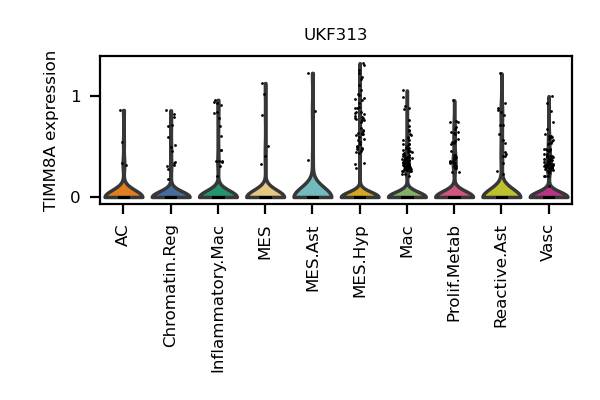 UKF313
TIMM8A expression
1
0
AC
Chromatin.Reg
Inflammatory.Mac
MES
MES.Ast
MES.Hyp
Mac
Prolif.Metab
Reactive.Ast
Vasc